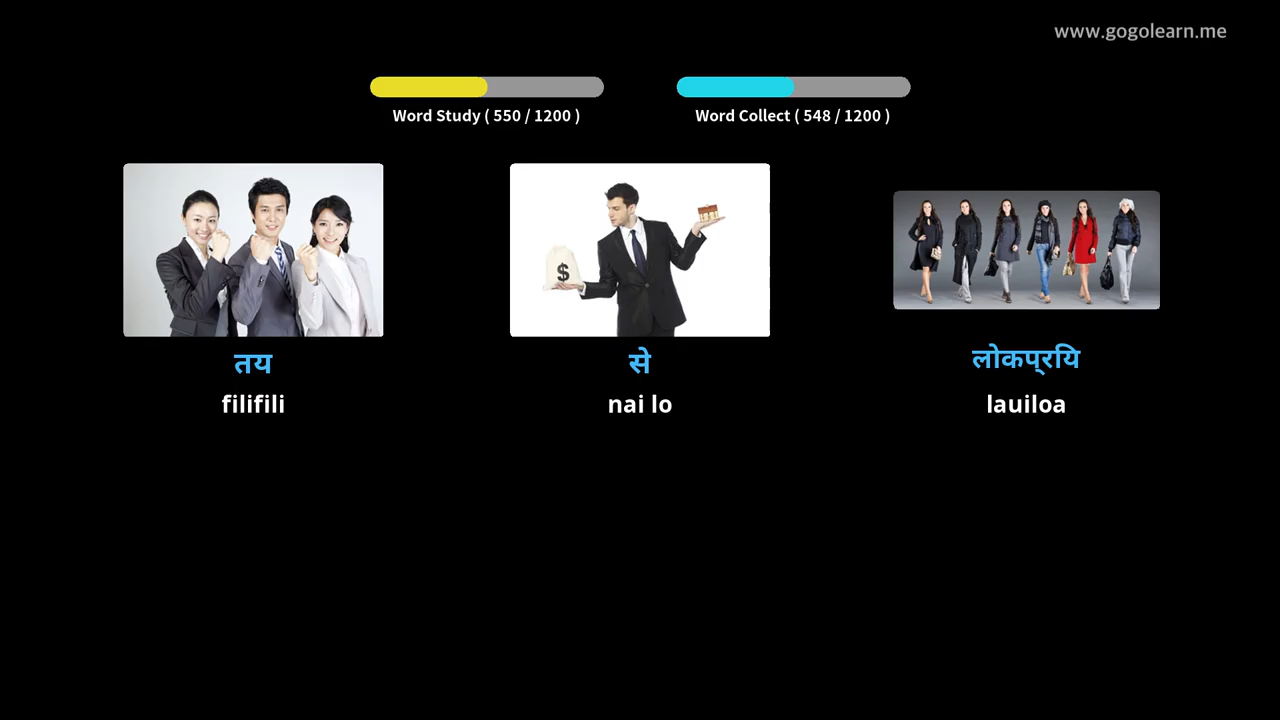 www.gogolearn.me
Word Study ( 550 / 1200 )
Word Collect ( 548 / 1200 )
$
तय
से
लोकप्रयि
filifili
nai lo
lauiloa